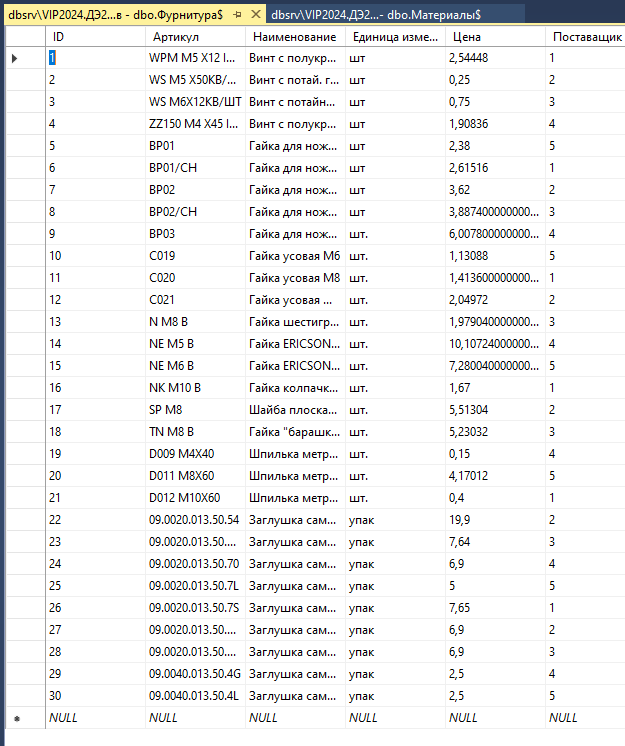 dbsrv\VIP2024.ДЭ2...в - dbo.Фурнитура$ dbsrv\VIP2024.ДЭ2...- dbo.Материалы$
ID Артикул Наименование Единица изме... Цена Поставщик
1 WPM M5 X12 I... Винт с полукр... шт 2,54448 1
2 WS M5 X50KB/... Винт с потай. г... шт 0,25 2
3 WS M6X12KB/ШТ Винт с потайн... шт 0,75 3
4 ZZ150 M4 X45 I... Винт с полукр... шт 1,90836 4
5 BP01 Гайка для нож... шт 2,38 5
6 BP01/CH Гайка для нож... шт 2,61516 1
7 BP02 Гайка для нож... шт 3,62 2
8 BP02/CH Гайка для нож... шт 3,887400000000... 3
9 BP03 Гайка для нож... шт. 6,007800000000... 4
10 C019 Гайка усовая М6 шт. 1,13088 5
11 C020 Гайка усовая М8 шт. 1,413600000000... 1
12 C021 Гайка усовая ... шт. 2,04972 2
13 N M8 B Гайка шестигр... шт. 1,979040000000... 3
14 NE M5 B Гайка ERICSON... шт. 10,10724000000... 4
15 NE M6 B Гайка ERICSON... шт. 7,280040000000... 5
16 NK M10 B Гайка колпачк... шт. 1,67 1
17 SP M8 Шайба плоска... шт. 5,51304 2
18 TN M8 B Гайка "барашк... шт. 5,23032 3
19 D009 M4X40 Шпилька метр... шт. 0,15 4
20 D011 M8X60 Шпилька метр... шт. 4,17012 5
21 D012 M10X60 Шпилька метр... шт. 0,4 1
22 09.0020.013.50.54 Заглушка сам... упак 19,9 2
23 09.0020.013.50.... Заглушка сам... упак 7,64 3
24 09.0020.013.50.70 Заглушка сам... упак 6,9 4
25 09.0020.013.50.7L Заглушка сам... упак 5 5
26 09.0020.013.50.7S Заглушка сам... упак 7,65 1
27 09.0020.013.50.... Заглушка сам... упак 6,9 2
28 09.0020.013.50.... Заглушка сам... упак 6,9 3
29 09.0040.013.50.4G Заглушка сам... упак 2,5 4
30 09.0040.013.50.4L Заглушка сам... упак 2,5 5
NULL NULL NULL NULL NULL NULL